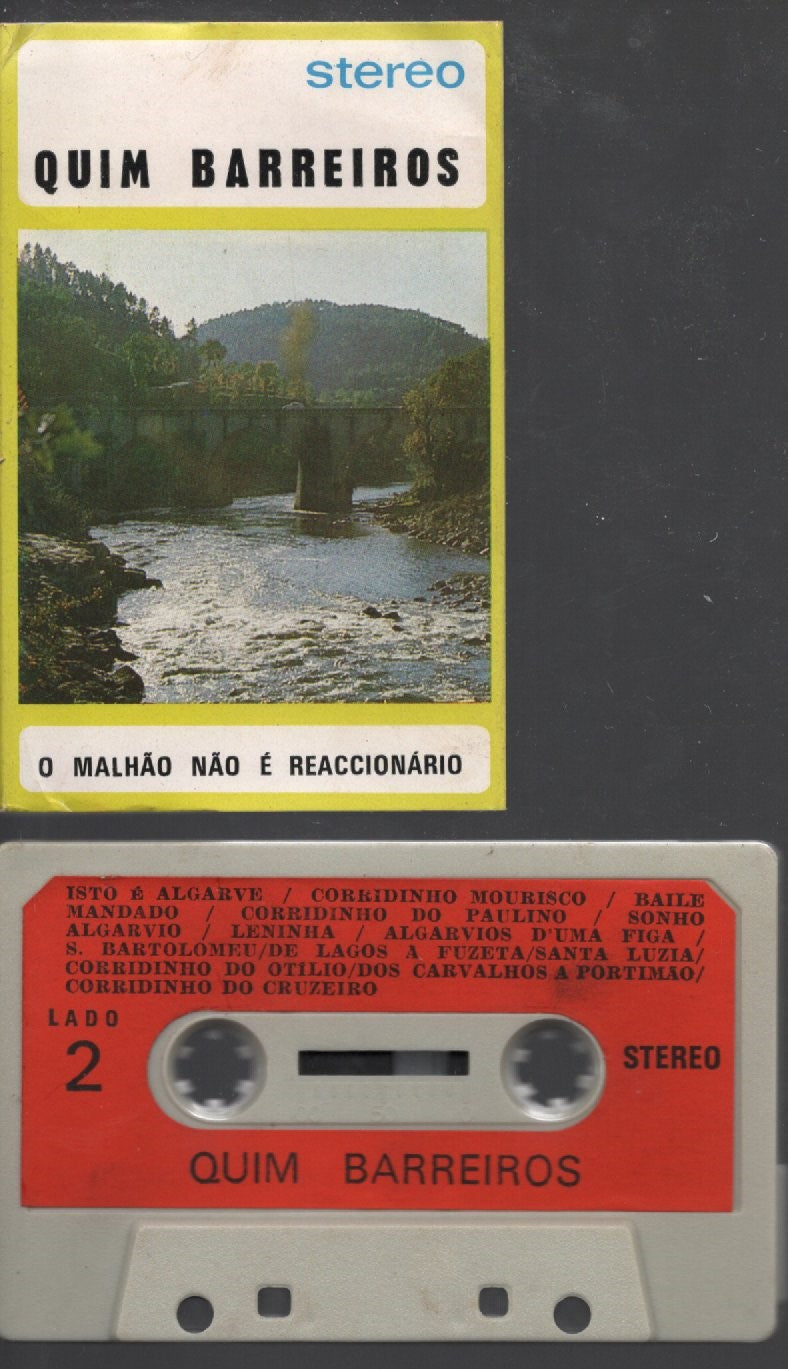 stereo
QUIM BARREIROS
O MALHÃO NÃO É REACCIONÁRIO
ISTO É ALGARVE / CORRIDINHO MOURISCO / BAILE
MANDADO / CORRIDINHO DO PAULINO / SONHO
ALGARVIO / LENINHA / ALGARVIOS D'UMA FIGA /
S. BARTOLOMEU/DE LAGOS A FUZETA/SANTA LUZIA/
CORRIDINHO DO OTÍLIO/DOS CARVALHOS A PORTIMÃO/
CORRIDINHO DO CRUZEIRO
LADO
2
STEREO
QUIM BARREIROS